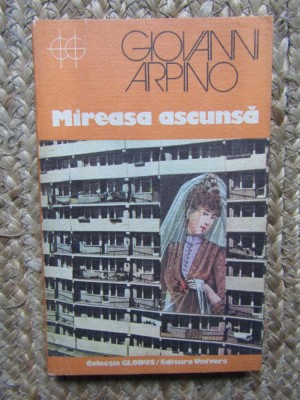 GIOVANNI
ARPINO
Mireasa ascunsă
Colecția GLOBUS/Editura Univers